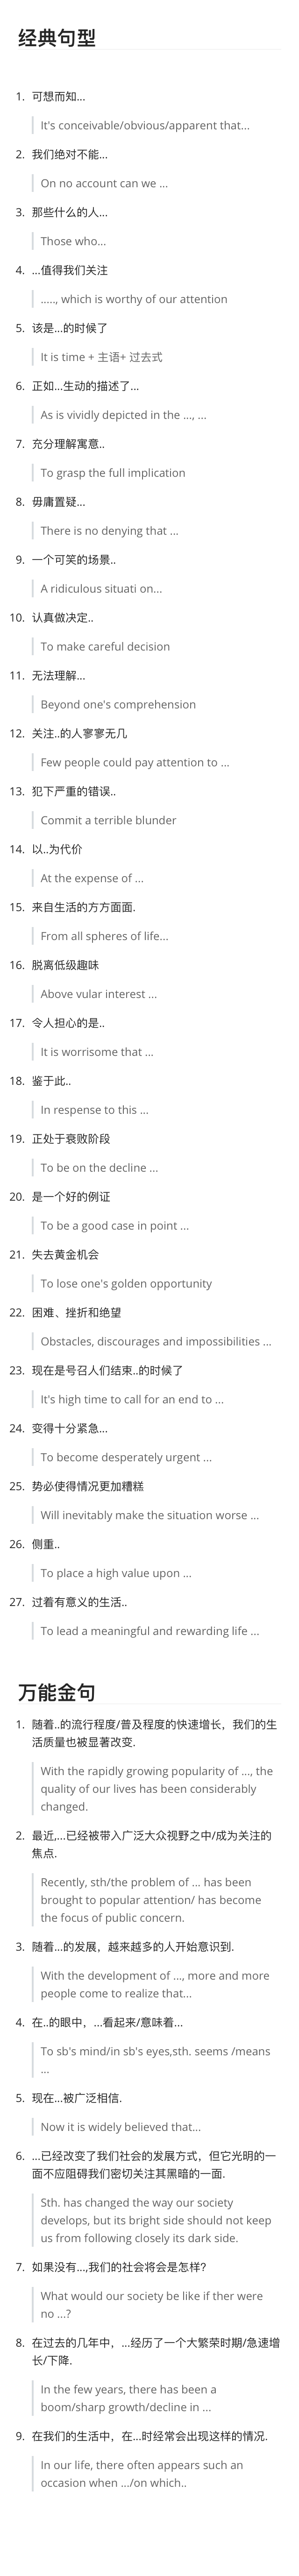 经典句型
1. 可想而知...
It's conceivable/obvious/apparent that...
2. 我们绝对不能...
On no account can we ...
3. 那些什么的人...
Those who...
4. ...值得我们关注
....., which is worthy of our attention
5. 该是...的时候了
It is time + 主语+ 过去式
6. 正如...生动的描述了...
As is vividly depicted in the ..., ...
7. 充分理解寓意..
To grasp the full implication
8. 毋庸置疑...
There is no denying that ...
9. 一个可笑的场景..
A ridiculous situati on...
10. 认真做决定..
To make careful decision
11. 无法理解...
Beyond one's comprehension
12. 关注..的人寥寥无几
Few people could pay attention to ...
13. 犯下严重的错误..
Commit a terrible blunder
14. 以..为代价
At the expense of ...
15. 来自生活的方方面面.
From all spheres of life...
16. 脱离低级趣味
Above vular interest ...
17. 令人担心的是..
It is worrisome that ...
18. 鉴于此..
In respense to this ...
19. 正处于衰败阶段
To be on the decline ...
20. 是一个好的例证
To be a good case in point ...
21. 失去黄金机会
To lose one's golden opportunity
22. 困难、挫折和绝望
Obstacles, discourages and impossibilities ...
23. 现在是号召人们结束..的时候了
It's high time to call for an end to ...
24. 变得十分紧急...
To become desperately urgent ...
25. 势必使得情况更加糟糕
Will inevitably make the situation worse ...
26. 侧重..
To place a high value upon ...
27. 过着有意义的生活..
To lead a meaningful and rewarding life ...
万能金句
1. 随着..的流行程度/普及程度的快速增长，我们的生
活质量也被显著改变.
With the rapidly growing popularity of ..., the
quality of our lives has been considerably
changed.
2. 最近,...已经被带入广泛大众视野之中/成为关注的
焦点.
Recently, sth/the problem of ... has been
brought to popular attention/ has become
the focus of public concern.
3. 随着...的发展，越来越多的人开始意识到.
With the development of ..., more and more
people come to realize that...
4. 在..的眼中，...看起来/意味着...
To sb's mind/in sb's eyes,sth. seems /means
...
5. 现在...被广泛相信.
Now it is widely believed that...
6. ...已经改变了我们社会的发展方式，但它光明的一
面不应阻碍我们密切关注其黑暗的一面.
Sth. has changed the way our society
develops, but its bright side should not keep
us from following closely its dark side.
7. 如果没有...,我们的社会将会是怎样?
What would our society be like if ther were
no ...?
8. 在过去的几年中，...经历了一个大繁荣时期/急速增
长/下降.
In the few years, there has been a
boom/sharp growth/decline in ...
9. 在我们的生活中，在...时经常会出现这样的情况.
In our life, there often appears such an
occasion when .../on which..